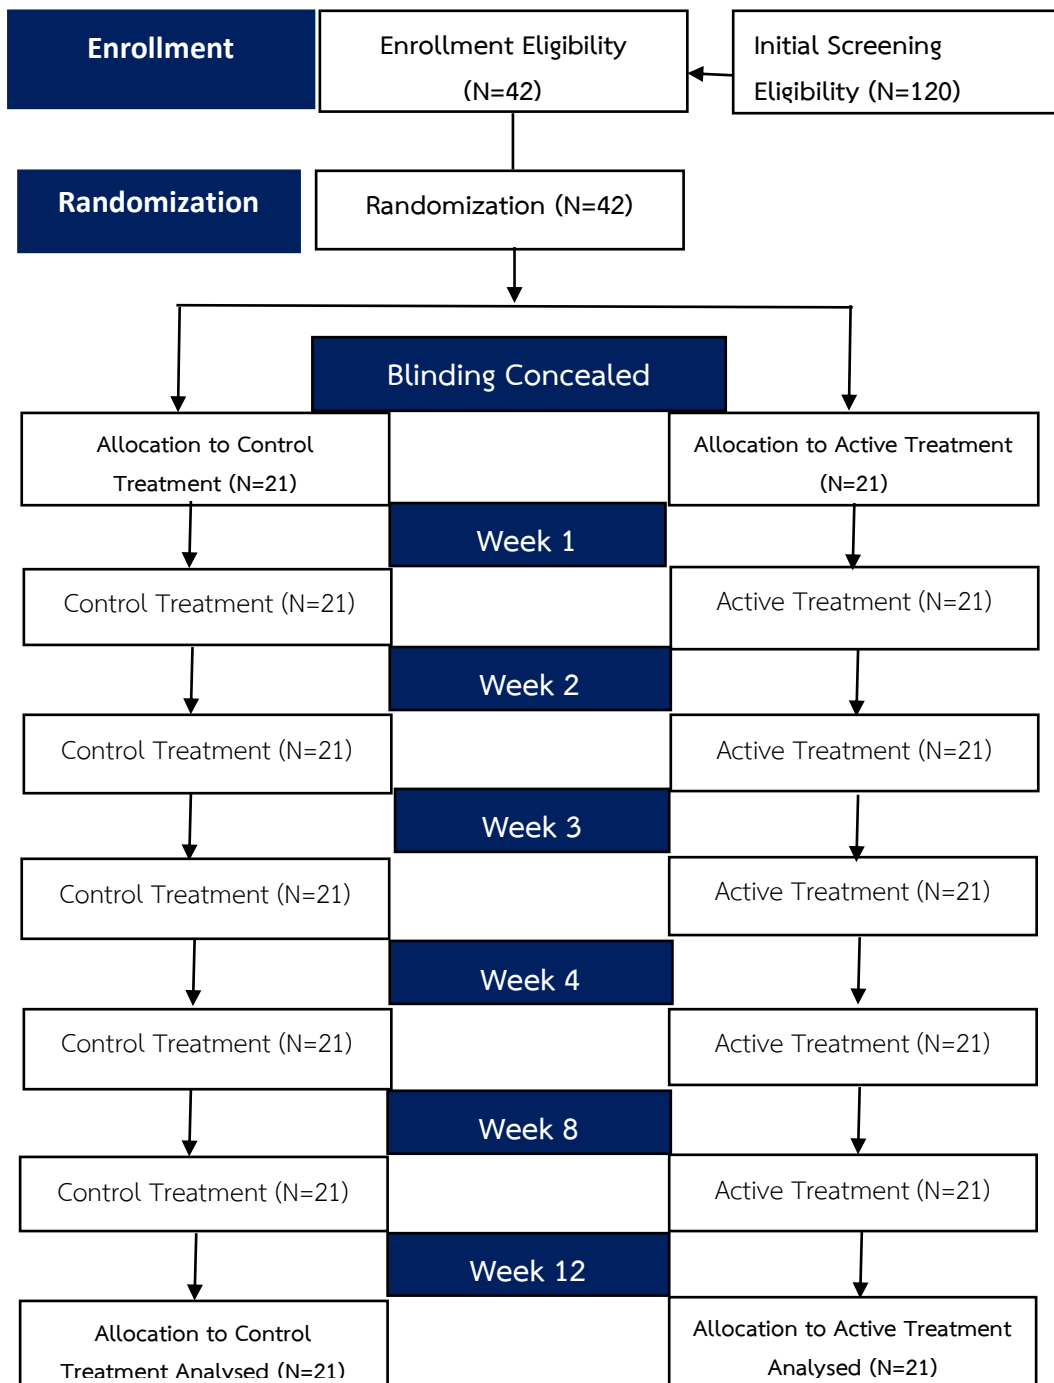 Enrollment
Enrollment Eligibility
(N=42)
Initial Screening
Eligibility (N=120)
Randomization
Randomization (N=42)
Blinding Concealed
Allocation to Control
Treatment (N=21)
Allocation to Active Treatment
(N=21)
Week 1
Control Treatment (N=21)
Active Treatment (N=21)
Week 2
Control Treatment (N=21)
Active Treatment (N=21)
Week 3
Control Treatment (N=21)
Active Treatment (N=21)
Week 4
Control Treatment (N=21)
Active Treatment (N=21)
Week 8
Control Treatment (N=21)
Active Treatment (N=21)
Week 12
Allocation to Control
Treatment Analysed (N=21)
Allocation to Active Treatment
Analysed (N=21)